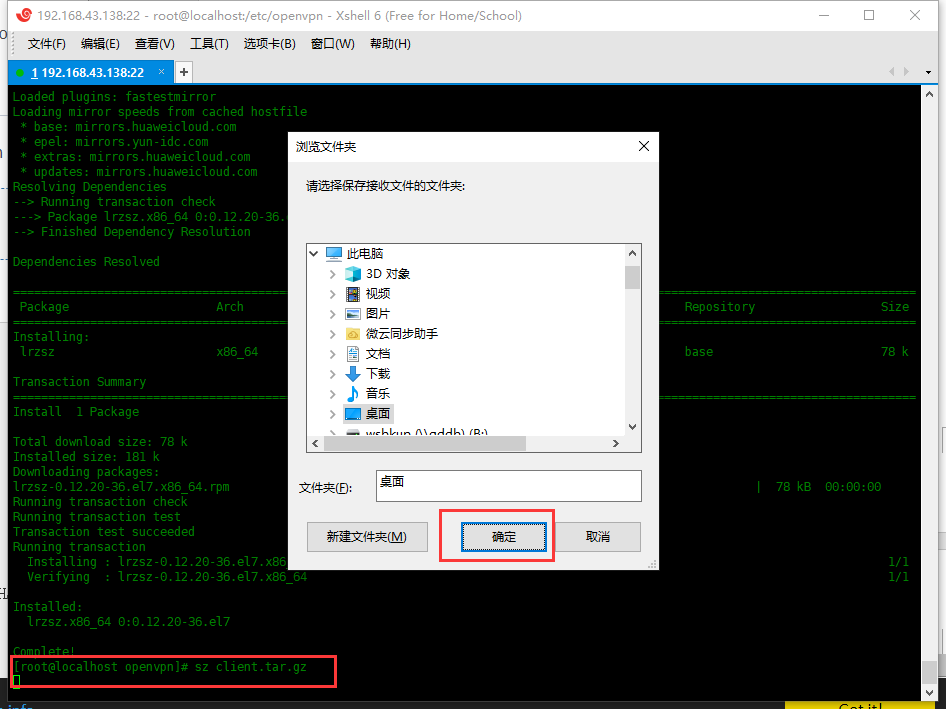 192.168.43.138:22 - root@localhost:/etc/openvpn - Xshell 6 (Free for Home/School)
文件(F) 编辑(E) 查看(V) 工具(T) 选项卡(B) 窗口(W) 帮助(H)
1 192.168.43.138:22 × +
Loaded plugins: fastestmirror
Loading mirror speeds from cached hostfile
* base: mirrors.huaweicloud.com
* epel: mirrors.yun-idc.com
* extras: mirrors.huaweicloud.com
* updates: mirrors.huaweicloud.com
Resolving Dependencies
--> Running transaction check
---> Package lrzsz.x86_64 0:0.12.20-36.
--> Finished Dependency Resolution
Dependencies Resolved
Package Arch Repository Size
Installing:
lrzsz x86_64 base 78 k
Transaction Summary
Install 1 Package
Total download size: 78 k
Installed size: 181 k
Downloading packages:
lrzsz-0.12.20-36.el7.x86_64.rpm | 78 kB 00:00:00
Running transaction check
Running transaction test
Transaction test succeeded
Running transaction
Installing : lrzsz-0.12.20-36.el7.x86 1/1
Verifying : lrzsz-0.12.20-36.el7.x86_64 1/1
Installed:
lrzsz.x86_64 0:0.12.20-36.el7
Complete!
[root@localhost openvpn]# sz client.tar.gz
浏览文件夹
请选择保存接收文件的文件夹:
此电脑
3D 对象
视频
图片
微云同步助手
文档
下载
音乐
桌面
wshkun (\\qddb) (B:)
文件夹(F): 桌面
新建文件夹(M) 确定 取消
Got it!